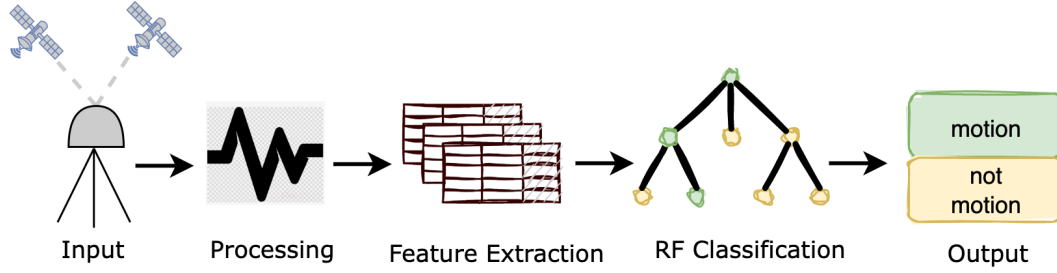 motion
not
motion
Input
Processing
Feature Extraction
RF Classification
Output